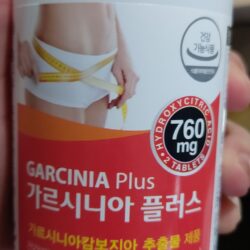 건강
기능식품
HYDROXYCITRIC ACID
760
mg
2 TABLETS
GARCINIA Plus
가르시니아 플러스
가르시니아캄보지아 추출물 제품